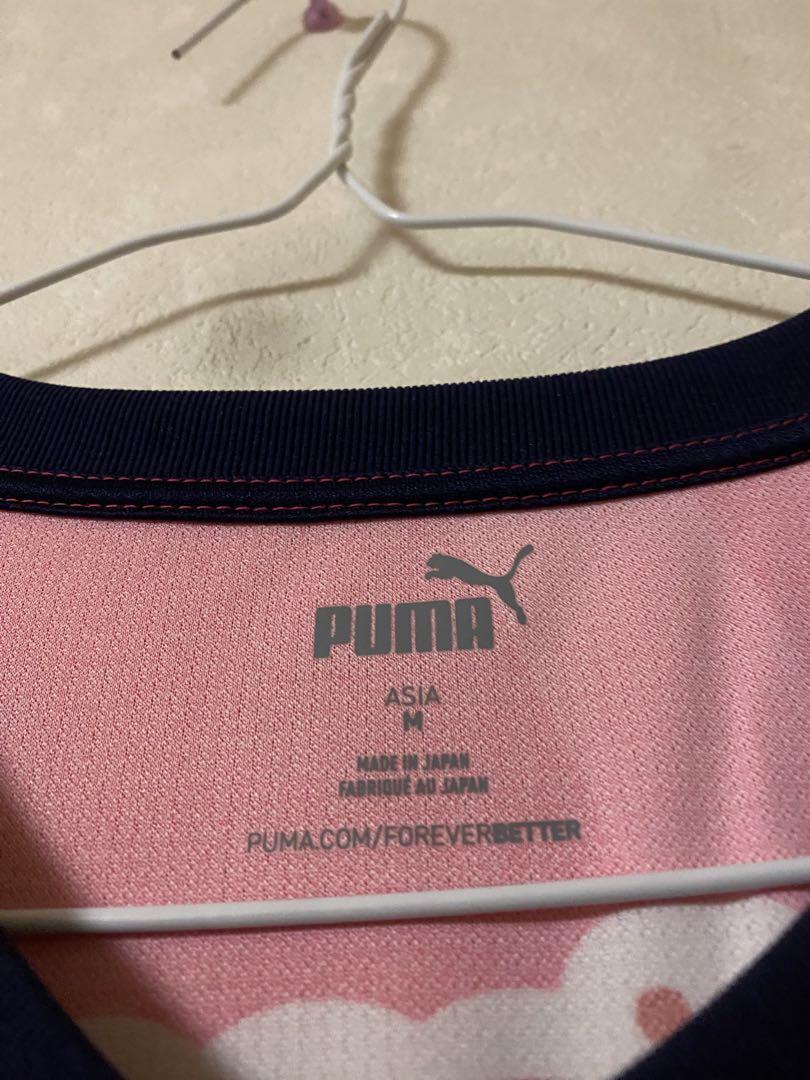 PUMA
ASIA
M
MADE IN JAPAN
FABRIQUÉ AU JAPAN
PUMA.COM/FOREVERBETTER